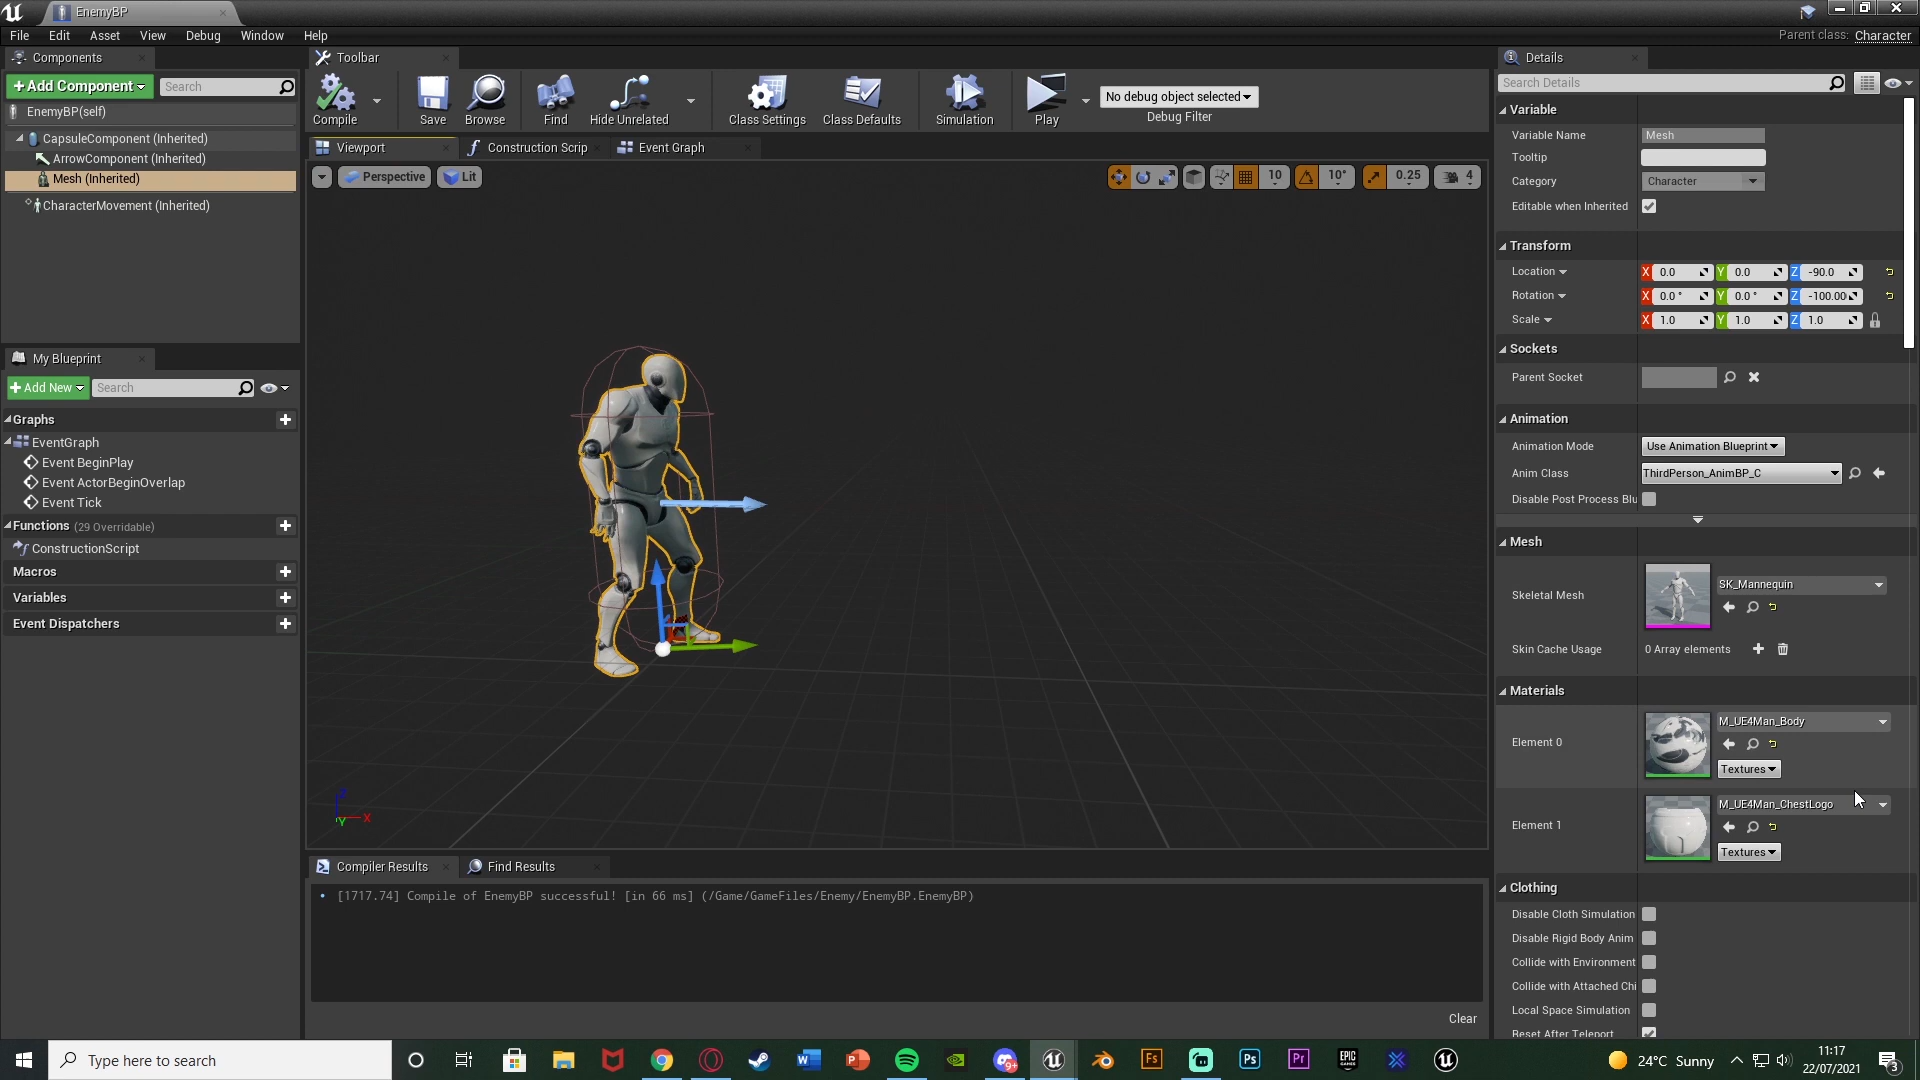 EnemyBP
File Edit Asset View Debug Window Help
Parent class: Character
Components
+Add Component
Search
EnemyBP(self)
CapsuleComponent (Inherited)
ArrowComponent (Inherited)
Mesh (Inherited)
CharacterMovement (Inherited)
My Blueprint
+Add New
Search
Graphs
EventGraph
Event BeginPlay
Event ActorBeginOverlap
Event Tick
Functions (29 Overridable)
ConstructionScript
Macros
Variables
Event Dispatchers
Toolbar
Compile
Save
Browse
Find
Hide Unrelated
Class Settings
Class Defaults
Simulation
Play
No debug object selected
Debug Filter
Viewport
Construction Scrip
Event Graph
Perspective
Lit
10
10°
0.25
4
Z
X
Y
Compiler Results
Find Results
[1717.74] Compile of EnemyBP successful! [in 66 ms] (/Game/GameFiles/Enemy/EnemyBP.EnemyBP)
Clear
Details
Search Details
Variable
Variable Name Mesh
Tooltip
Category Character
Editable when Inherited
Transform
Location X 0.0 Y 0.0 Z -90.0
Rotation X 0.0 ° Y 0.0 ° Z -100.00
Scale X 1.0 Y 1.0 Z 1.0
Sockets
Parent Socket
Animation
Animation Mode Use Animation Blueprint
Anim Class ThirdPerson_AnimBP_C
Disable Post Process Blu
Mesh
Skeletal Mesh SK_Mannequin
Skin Cache Usage 0 Array elements
Materials
Element 0 M_UE4Man_Body
Textures
Element 1 M_UE4Man_ChestLogo
Textures
Clothing
Disable Cloth Simulation
Disable Rigid Body Anim
Collide with Environment
Collide with Attached Chi
Local Space Simulation
Reset After Teleport
Type here to search
9+
W
P
Fs
Ps
Pr
EPIC GAMES
24°C Sunny
11:17
22/07/2021
3